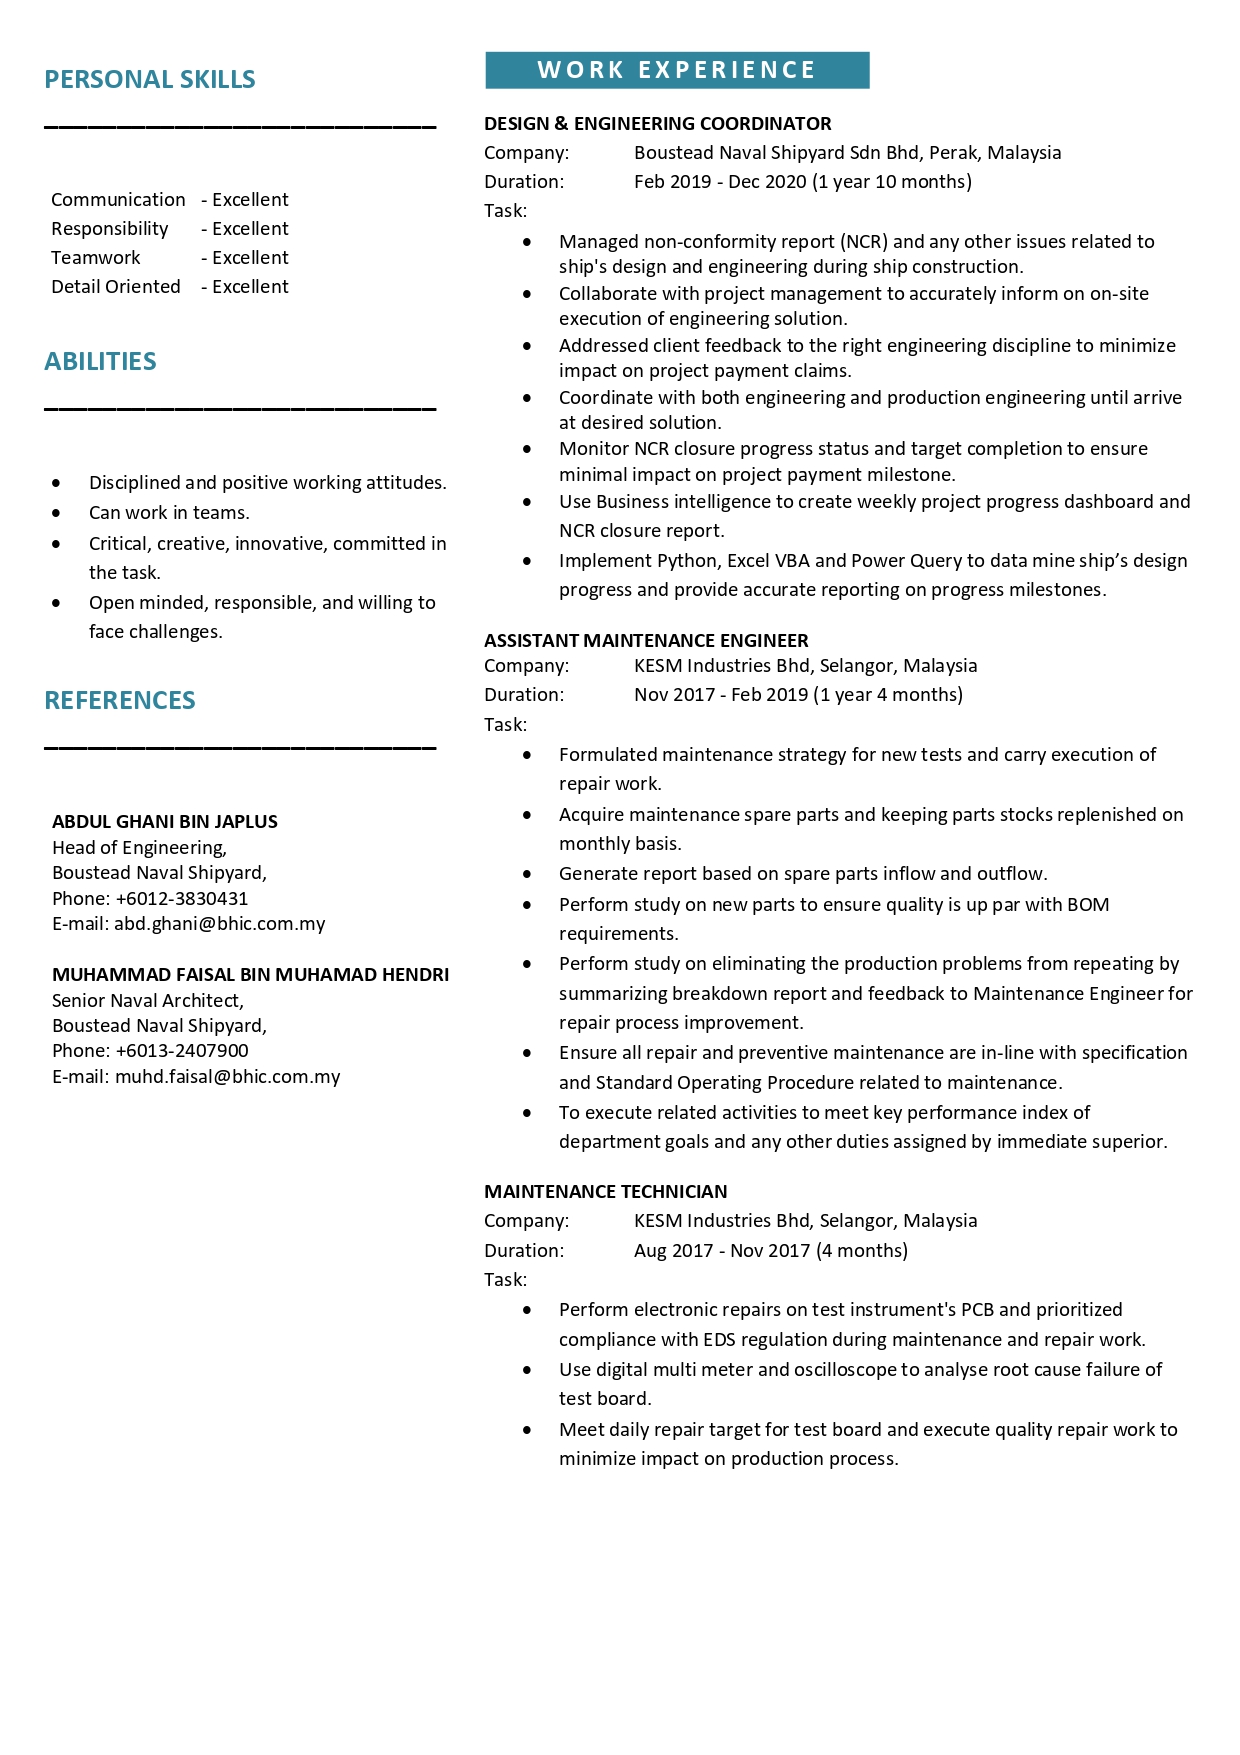 PERSONAL SKILLS
Communication - Excellent
Responsibility - Excellent
Teamwork - Excellent
Detail Oriented - Excellent
ABILITIES
• Disciplined and positive working attitudes.
• Can work in teams.
• Critical, creative, innovative, committed in
the task.
• Open minded, responsible, and willing to
face challenges.
REFERENCES
ABDUL GHANI BIN JAPLUS
Head of Engineering,
Boustead Naval Shipyard,
Phone: +6012-3830431
E-mail: abd.ghani@bhic.com.my
MUHAMMAD FAISAL BIN MUHAMAD HENDRI
Senior Naval Architect,
Boustead Naval Shipyard,
Phone: +6013-2407900
E-mail: muhd.faisal@bhic.com.my
WORK EXPERIENCE
DESIGN & ENGINEERING COORDINATOR
Company: Boustead Naval Shipyard Sdn Bhd, Perak, Malaysia
Duration: Feb 2019 - Dec 2020 (1 year 10 months)
Task:
• Managed non-conformity report (NCR) and any other issues related to
ship's design and engineering during ship construction.
• Collaborate with project management to accurately inform on on-site
execution of engineering solution.
• Addressed client feedback to the right engineering discipline to minimize
impact on project payment claims.
• Coordinate with both engineering and production engineering until arrive
at desired solution.
• Monitor NCR closure progress status and target completion to ensure
minimal impact on project payment milestone.
• Use Business intelligence to create weekly project progress dashboard and
NCR closure report.
• Implement Python, Excel VBA and Power Query to data mine ship’s design
progress and provide accurate reporting on progress milestones.
ASSISTANT MAINTENANCE ENGINEER
Company: KESM Industries Bhd, Selangor, Malaysia
Duration: Nov 2017 - Feb 2019 (1 year 4 months)
Task:
• Formulated maintenance strategy for new tests and carry execution of
repair work.
• Acquire maintenance spare parts and keeping parts stocks replenished on
monthly basis.
• Generate report based on spare parts inflow and outflow.
• Perform study on new parts to ensure quality is up par with BOM
requirements.
• Perform study on eliminating the production problems from repeating by
summarizing breakdown report and feedback to Maintenance Engineer for
repair process improvement.
• Ensure all repair and preventive maintenance are in-line with specification
and Standard Operating Procedure related to maintenance.
• To execute related activities to meet key performance index of
department goals and any other duties assigned by immediate superior.
MAINTENANCE TECHNICIAN
Company: KESM Industries Bhd, Selangor, Malaysia
Duration: Aug 2017 - Nov 2017 (4 months)
Task:
• Perform electronic repairs on test instrument's PCB and prioritized
compliance with EDS regulation during maintenance and repair work.
• Use digital multi meter and oscilloscope to analyse root cause failure of
test board.
• Meet daily repair target for test board and execute quality repair work to
minimize impact on production process.